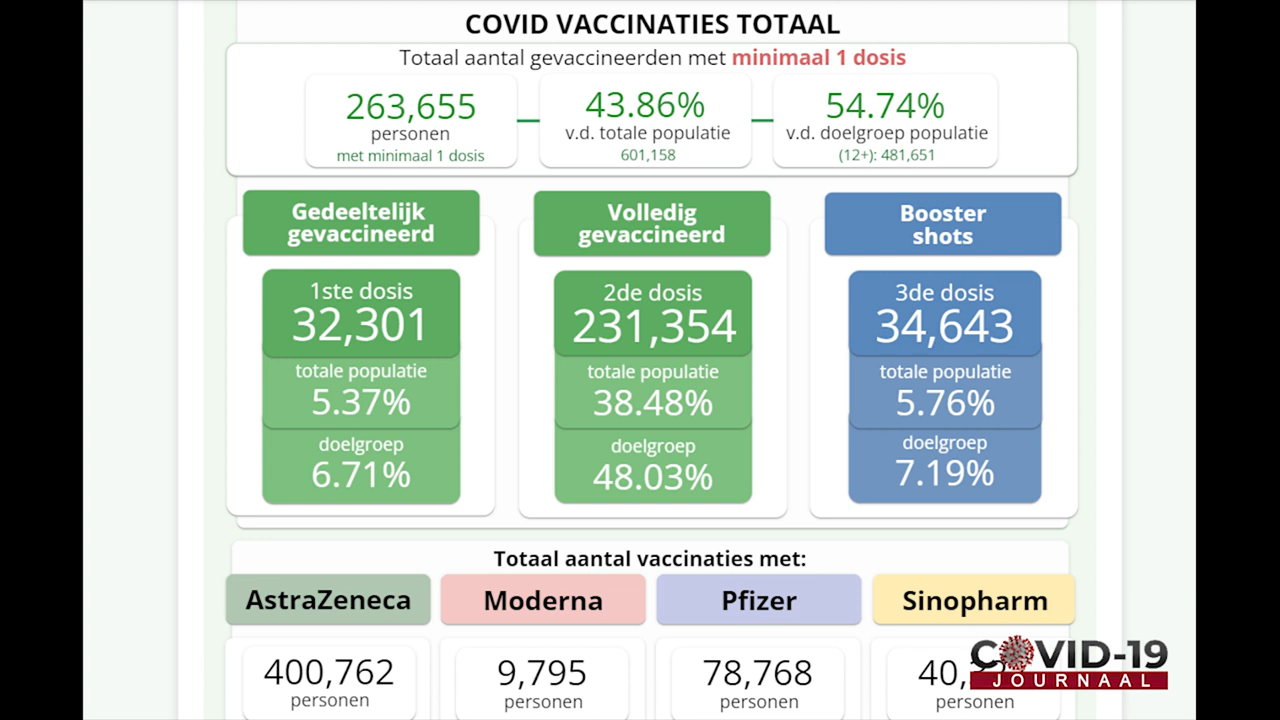 COVID VACCINATIES TOTAAL
Totaal aantal gevaccineerden met minimaal 1 dosis
263,655
personen
met minimaal 1 dosis
43.86%
v.d. totale populatie
601,158
54.74%
v.d. doelgroep populatie
(12+): 481,651
Gedeeltelijk
gevaccineerd
1ste dosis
32,301
totale populatie
5.37%
doelgroep
6.71%
Volledig
gevaccineerd
2de dosis
231,354
totale populatie
38.48%
doelgroep
48.03%
Booster
shots
3de dosis
34,643
totale populatie
5.76%
doelgroep
7.19%
Totaal aantal vaccinaties met:
AstraZeneca
400,762
personen
Moderna
9,795
personen
Pfizer
78,768
personen
Sinopharm
personen
COVID-19
JOURNAAL